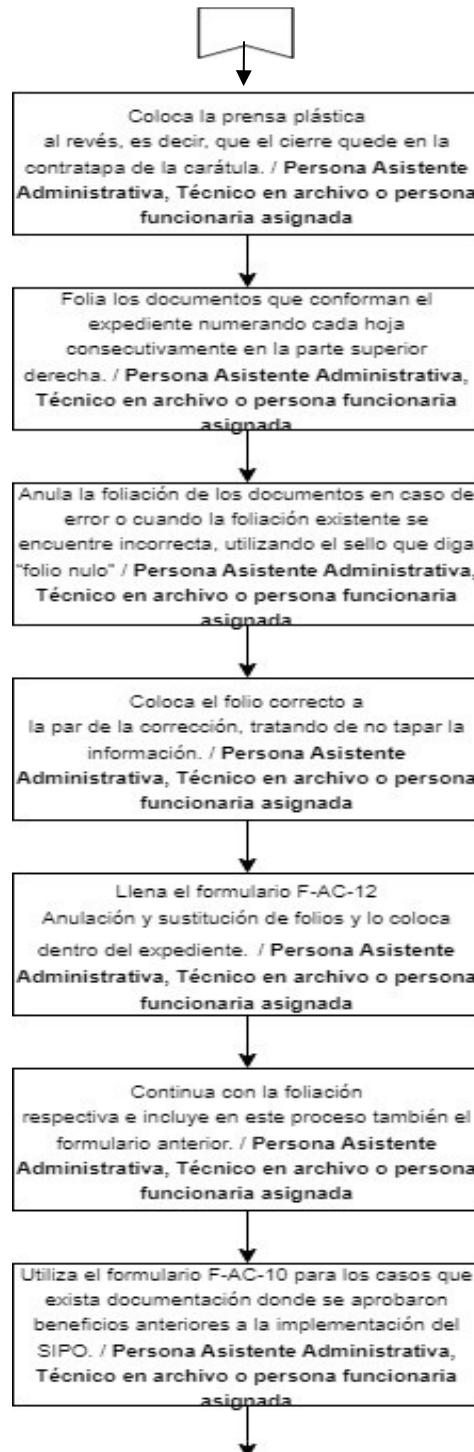 Coloca la prensa plástica
al revés, es decir, que el cierre quede en la
contratapa de la carátula. / Persona Asistente
Administrativa, Técnico en archivo o persona
funcionaria asignada
Folia los documentos que conforman el
expediente numerando cada hoja
consecutivamente en la parte superior
derecha. / Persona Asistente Administrativa,
Técnico en archivo o persona funcionaria
asignada
Anula la foliación de los documentos en caso de
error o cuando la foliación existente se
encuentre incorrecta, utilizando el sello que diga
"folio nulo" / Persona Asistente Administrativa,
Técnico en archivo o persona funcionaria
asignada
Coloca el folio correcto a
la par de la corrección, tratando de no tapar la
información. / Persona Asistente
Administrativa, Técnico en archivo o persona
funcionaria asignada
Llena el formulario F-AC-12
Anulación y sustitución de folios y lo coloca
dentro del expediente. / Persona Asistente
Administrativa, Técnico en archivo o persona
funcionaria asignada
Continua con la foliación
respectiva e incluye en este proceso también el
formulario anterior. / Persona Asistente
Administrativa, Técnico en archivo o persona
funcionaria asignada
Utiliza el formulario F-AC-10 para los casos que
exista documentación donde se aprobaron
beneficios anteriores a la implementación del
SIPO. / Persona Asistente Administrativa,
Técnico en archivo o persona funcionaria
asignada